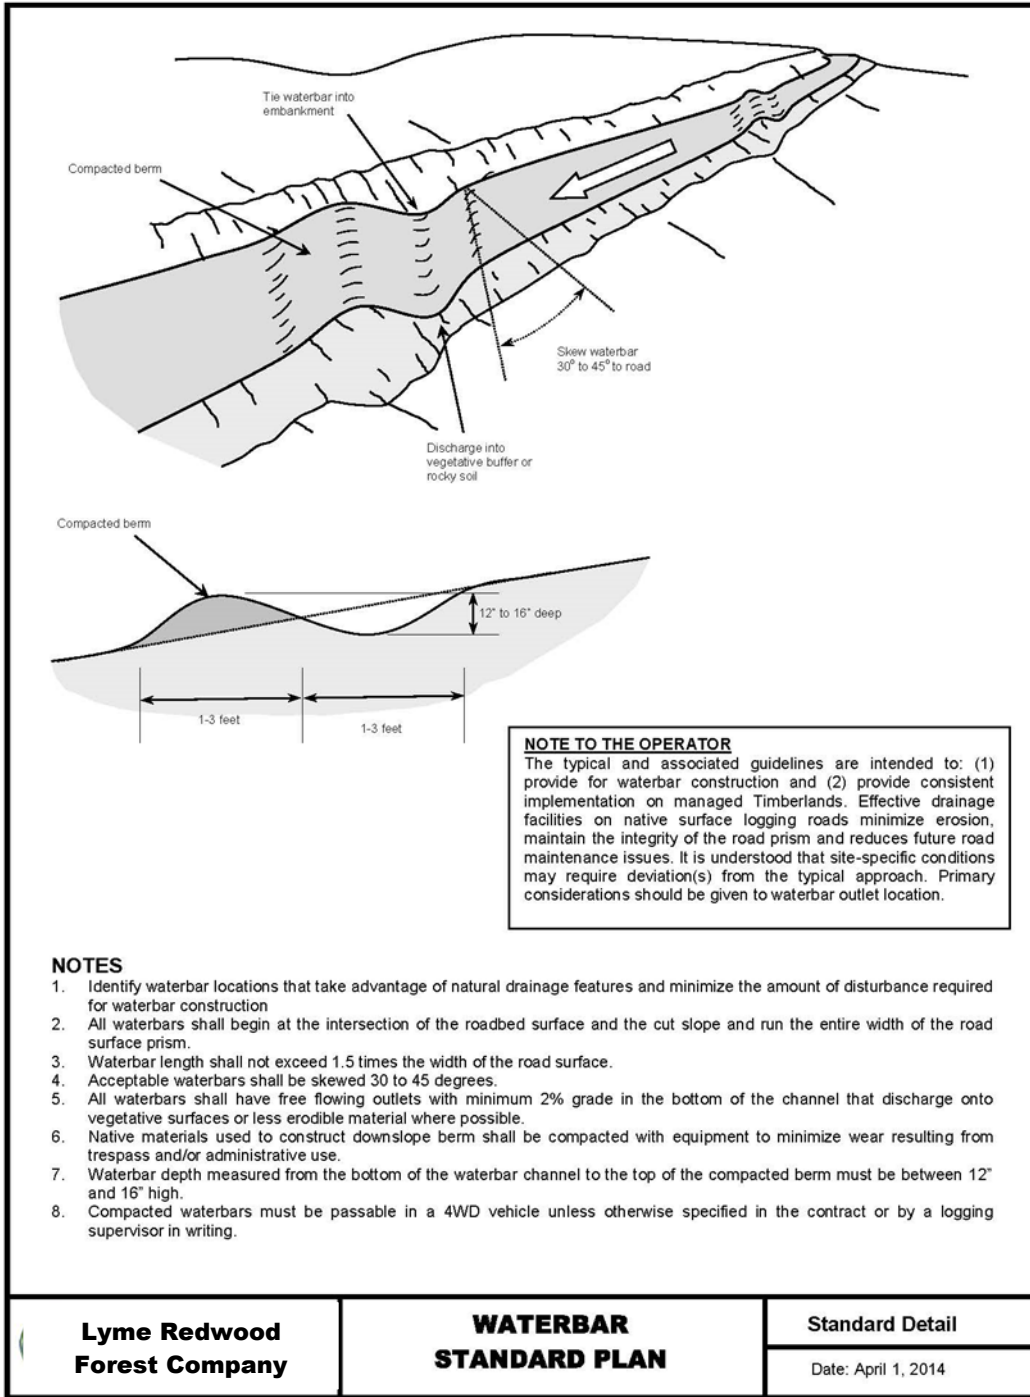 Tie waterbar into
embankment
Compacted berm
Skew waterbar
30° to 45° to road
Discharge into
vegetative buffer or
rocky soil
Compacted berm
12" to 16" deep
1-3 feet
1-3 feet
NOTE TO THE OPERATOR
The typical and associated guidelines are intended to: (1)
provide for waterbar construction and (2) provide consistent
implementation on managed Timberlands. Effective drainage
facilities on native surface logging roads minimize erosion,
maintain the integrity of the road prism and reduces future road
maintenance issues. It is understood that site-specific conditions
may require deviation(s) from the typical approach. Primary
considerations should be given to waterbar outlet location.
NOTES
1. Identify waterbar locations that take advantage of natural drainage features and minimize the amount of disturbance required
for waterbar construction
2. All waterbars shall begin at the intersection of the roadbed surface and the cut slope and run the entire width of the road
surface prism.
3. Waterbar length shall not exceed 1.5 times the width of the road surface.
4. Acceptable waterbars shall be skewed 30 to 45 degrees.
5. All waterbars shall have free flowing outlets with minimum 2% grade in the bottom of the channel that discharge onto
vegetative surfaces or less erodible material where possible.
6. Native materials used to construct downslope berm shall be compacted with equipment to minimize wear resulting from
trespass and/or administrative use.
7. Waterbar depth measured from the bottom of the waterbar channel to the top of the compacted berm must be between 12"
and 16" high.
8. Compacted waterbars must be passable in a 4WD vehicle unless otherwise specified in the contract or by a logging
supervisor in writing.
Lyme Redwood
Forest Company
WATERBAR
STANDARD PLAN
Standard Detail
Date: April 1, 2014